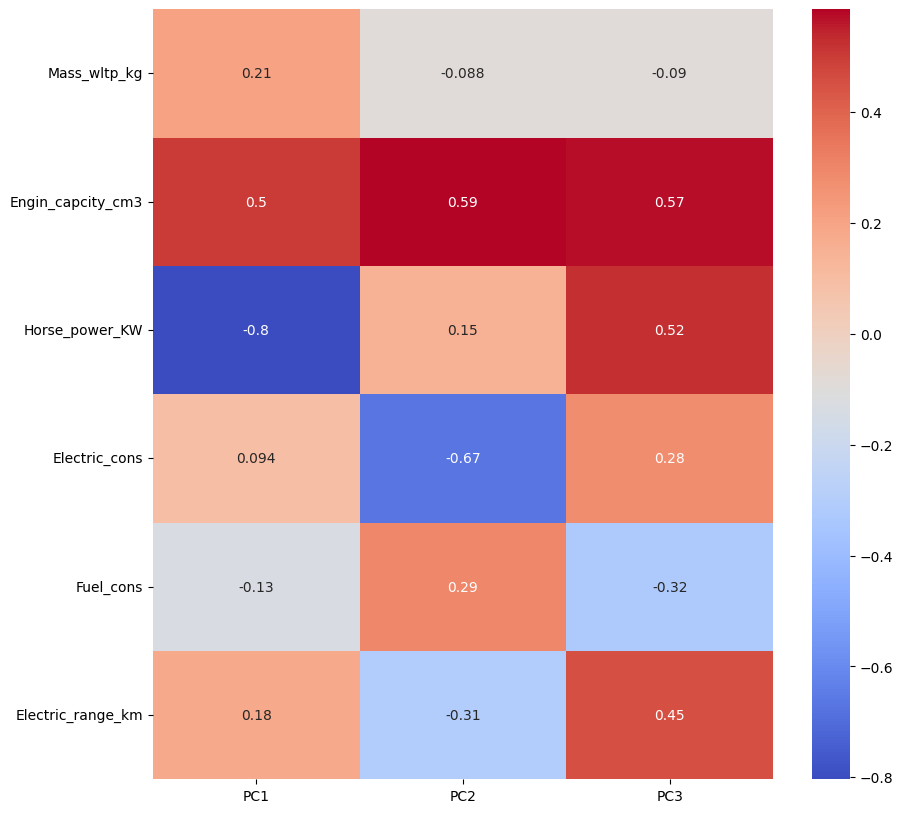 Mass_wltp_kg 0.21 -0.088 -0.09
Engin_capcity_cm3 0.5 0.59 0.57
Horse_power_KW -0.8 0.15 0.52
Electric_cons 0.094 -0.67 0.28
Fuel_cons -0.13 0.29 -0.32
Electric_range_km 0.18 -0.31 0.45
PC1 PC2 PC3
0.4
0.2
0.0
−0.2
−0.4
−0.6
−0.8